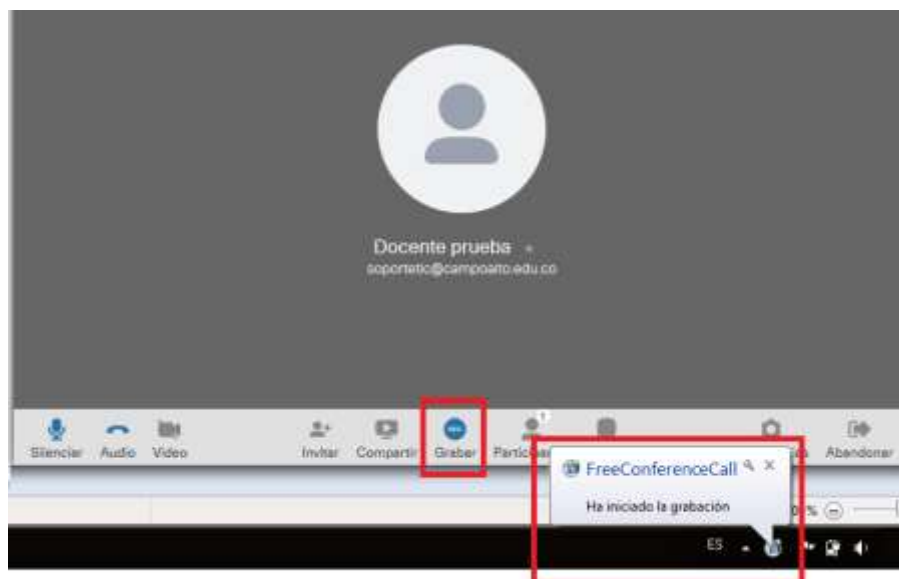 Docente prueba
soportetic@campoalto.edu.co
1
Silenciar Audio Video Invitar Compartir Grabar Abandonar
FreeConferenceCall
Ha iniciado la grabación
ES